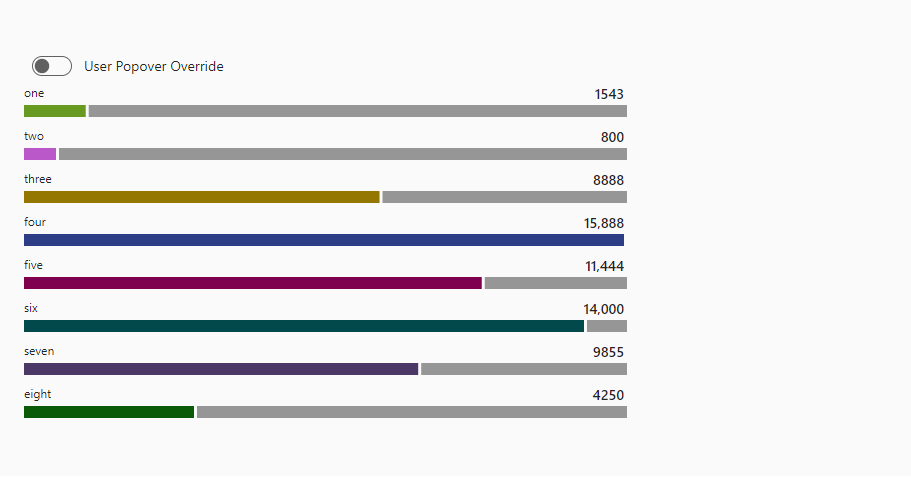 User Popover Override
one 1543
two 800
three 8888
four 15,888
five 11,444
six 14,000
seven 9855
eight 4250